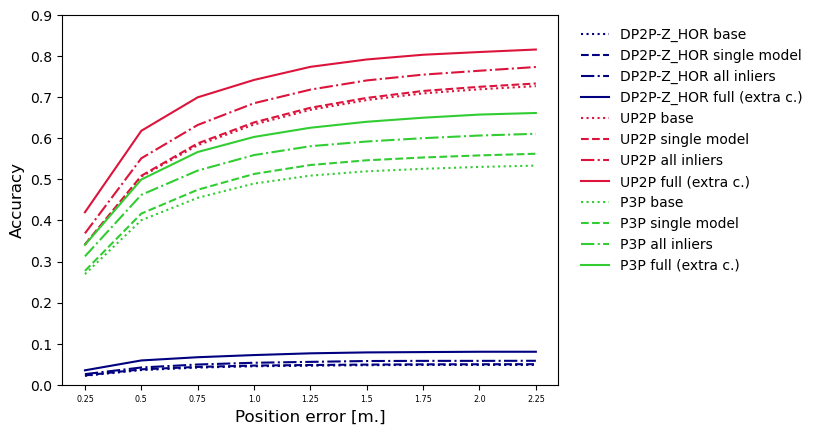 0.9
0.8
0.7
0.6
0.5
0.4
0.3
0.2
0.1
0.0
Accuracy
0.25 0.5 0.75 1.0 1.25 1.5 1.75 2.0 2.25
Position error [m.]
DP2P-Z_HOR base
DP2P-Z_HOR single model
DP2P-Z_HOR all inliers
DP2P-Z_HOR full (extra c.)
UP2P base
UP2P single model
UP2P all inliers
UP2P full (extra c.)
P3P base
P3P single model
P3P all inliers
P3P full (extra c.)